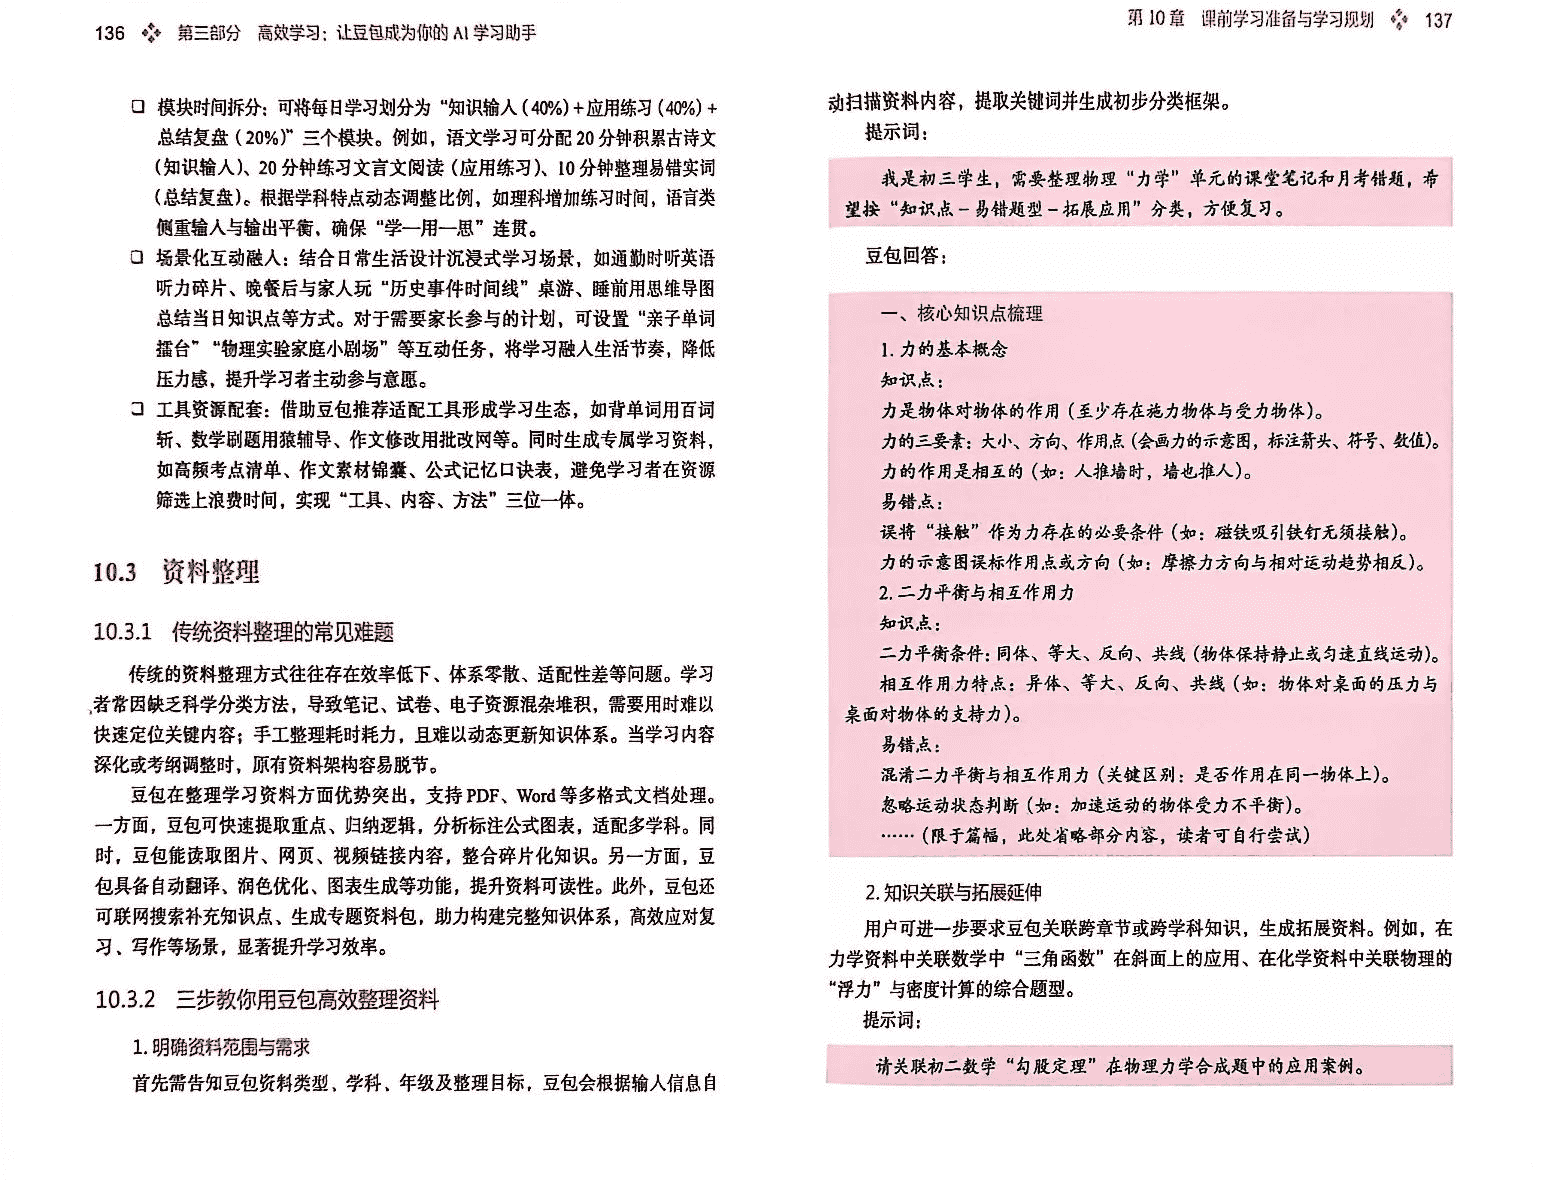 136 第三部分 高效学习：让豆包成为你的 AI 学习助手
❑ 模块时间拆分：可将每日学习划分为“知识输入（40%）+应用练习（40%）+
总结复盘（20%）”三个模块。例如，语文学习可分配 20 分钟积累古诗文
（知识输入）、20 分钟练习文言文阅读（应用练习）、10 分钟整理易错实词
（总结复盘）。根据学科特点动态调整比例，如理科增加练习时间，语言类
侧重输入与输出平衡，确保“学—用—思”连贯。
❑ 场景化互动融入：结合日常生活设计沉浸式学习场景，如通勤时听英语
听力碎片、晚餐后与家人玩“历史事件时间线”桌游、睡前用思维导图
总结当日知识点等方式。对于需要家长参与的计划，可设置“亲子单词
擂台”“物理实验家庭小剧场”等互动任务，将学习融入生活节奏，降低
压力感，提升学习者主动参与意愿。
❑ 工具资源配套：借助豆包推荐适配工具形成学习生态，如背单词用百词
斩、数学刷题用猿辅导、作文修改用批改网等。同时生成专属学习资料，
如高频考点清单、作文素材锦囊、公式记忆口诀表，避免学习者在资源
筛选上浪费时间，实现“工具、内容、方法”三位一体。
10.3 资料整理
10.3.1 传统资料整理的常见难题
传统的资料整理方式往往存在效率低下、体系零散、适配性差等问题。学习
者常因缺乏科学分类方法，导致笔记、试卷、电子资源混杂堆积，需要用时难以
快速定位关键内容；手工整理耗时耗力，且难以动态更新知识体系。当学习内容
深化或考纲调整时，原有资料架构容易脱节。
豆包在整理学习资料方面优势突出，支持 PDF、Word 等多格式文档处理。
一方面，豆包可快速提取重点、归纳逻辑，分析标注公式图表，适配多学科。同
时，豆包能读取图片、网页、视频链接内容，整合碎片化知识。另一方面，豆
包具备自动翻译、润色优化、图表生成等功能，提升资料可读性。此外，豆包还
可联网搜索补充知识点、生成专题资料包，助力构建完整知识体系，高效应对复
习、写作等场景，显著提升学习效率。
10.3.2 三步教你用豆包高效整理资料
1. 明确资料范围与需求
首先需告知豆包资料类型、学科、年级及整理目标，豆包会根据输入信息自
第 10 章 课前学习准备与学习规划 137
动扫描资料内容，提取关键词并生成初步分类框架。
提示词：
我是初三学生，需要整理物理“力学”单元的课堂笔记和月考错题，希
望按“知识点－易错题型－拓展应用”分类，方便复习。
豆包回答：
一、核心知识点梳理
1. 力的基本概念
知识点：
力是物体对物体的作用（至少存在施力物体与受力物体）。
力的三要素：大小、方向、作用点（会画力的示意图，标注箭头、符号、数值）。
力的作用是相互的（如：人推墙时，墙也推人）。
易错点：
误将“接触”作为力存在的必要条件（如：磁铁吸引铁钉无须接触）。
力的示意图误标作用点或方向（如：摩擦力方向与相对运动趋势相反）。
2. 二力平衡与相互作用力
知识点：
二力平衡条件：同体、等大、反向、共线（物体保持静止或匀速直线运动）。
相互作用力特点：异体、等大、反向、共线（如：物体对桌面的压力与
桌面对物体的支持力）。
易错点：
混淆二力平衡与相互作用力（关键区别：是否作用在同一物体上）。
忽略运动状态判断（如：加速运动的物体受力不平衡）。
……（限于篇幅，此处省略部分内容，读者可自行尝试）
2. 知识关联与拓展延伸
用户可进一步要求豆包关联跨章节或跨学科知识，生成拓展资料。例如，在
力学资料中关联数学中“三角函数”在斜面上的应用、在化学资料中关联物理的
“浮力”与密度计算的综合题型。
提示词：
请关联初二数学“勾股定理”在物理力学合成题中的应用案例。